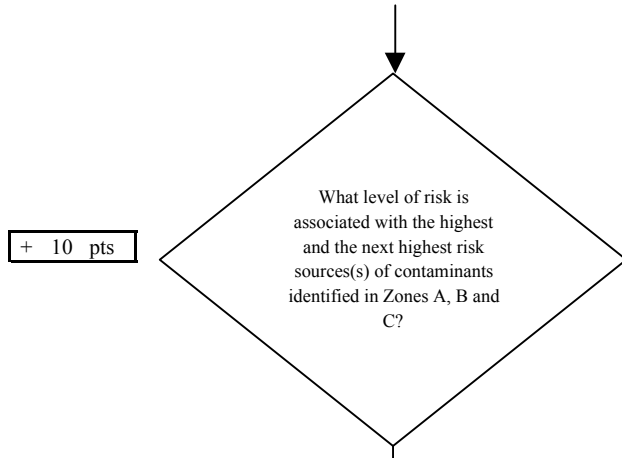 What level of risk is
associated with the highest
+ 10 pts
and the next highest risk
sources(s) of contaminants
identified in Zones A, B and
C?